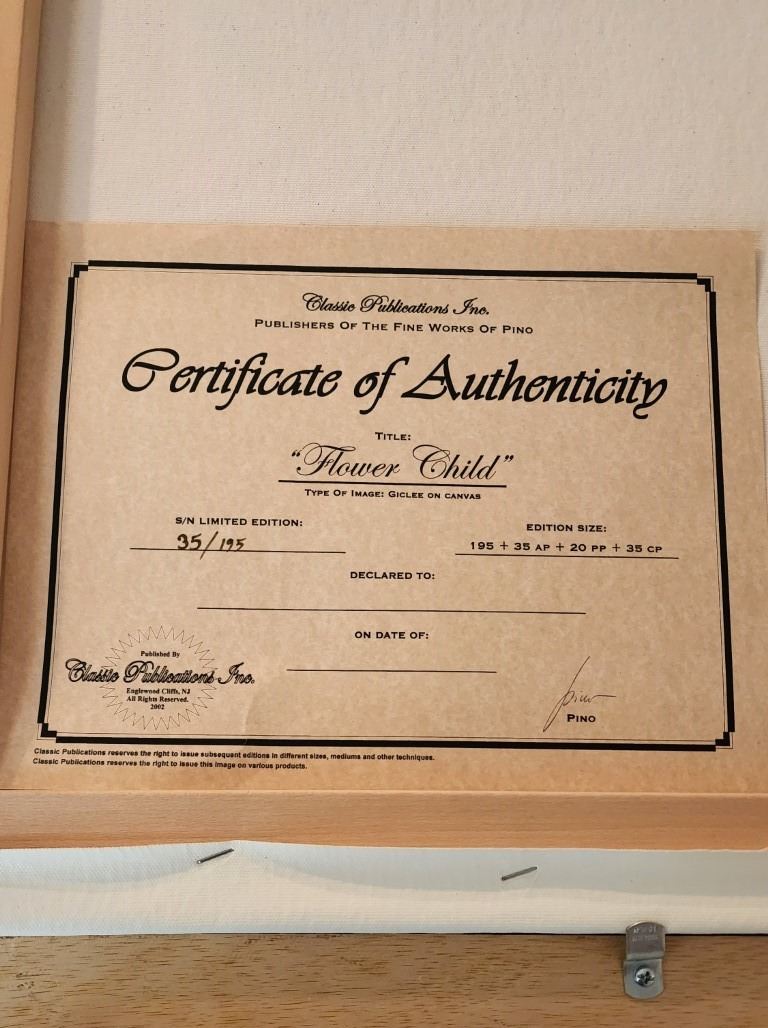 Classic Publications Inc.
PUBLISHERS OF THE FINE WORKS OF PINO
Certificate of Authenticity
TITLE:
"Flower Child"
TYPE OF IMAGE: GICLEE ON CANVAS
S/N LIMITED EDITION:
35/195
EDITION SIZE:
195 + 35 AP + 20 PP + 35 CP
DECLARED TO:
ON DATE OF:
Published By
Classic Publications Inc.
Englewood Cliffs, NJ
All Rights Reserved.
2002
pino
PINO
Classic Publications reserves the right to issue subsequent editions in different sizes, mediums and other techniques.
Classic Publications reserves the right to issue this image on various products.